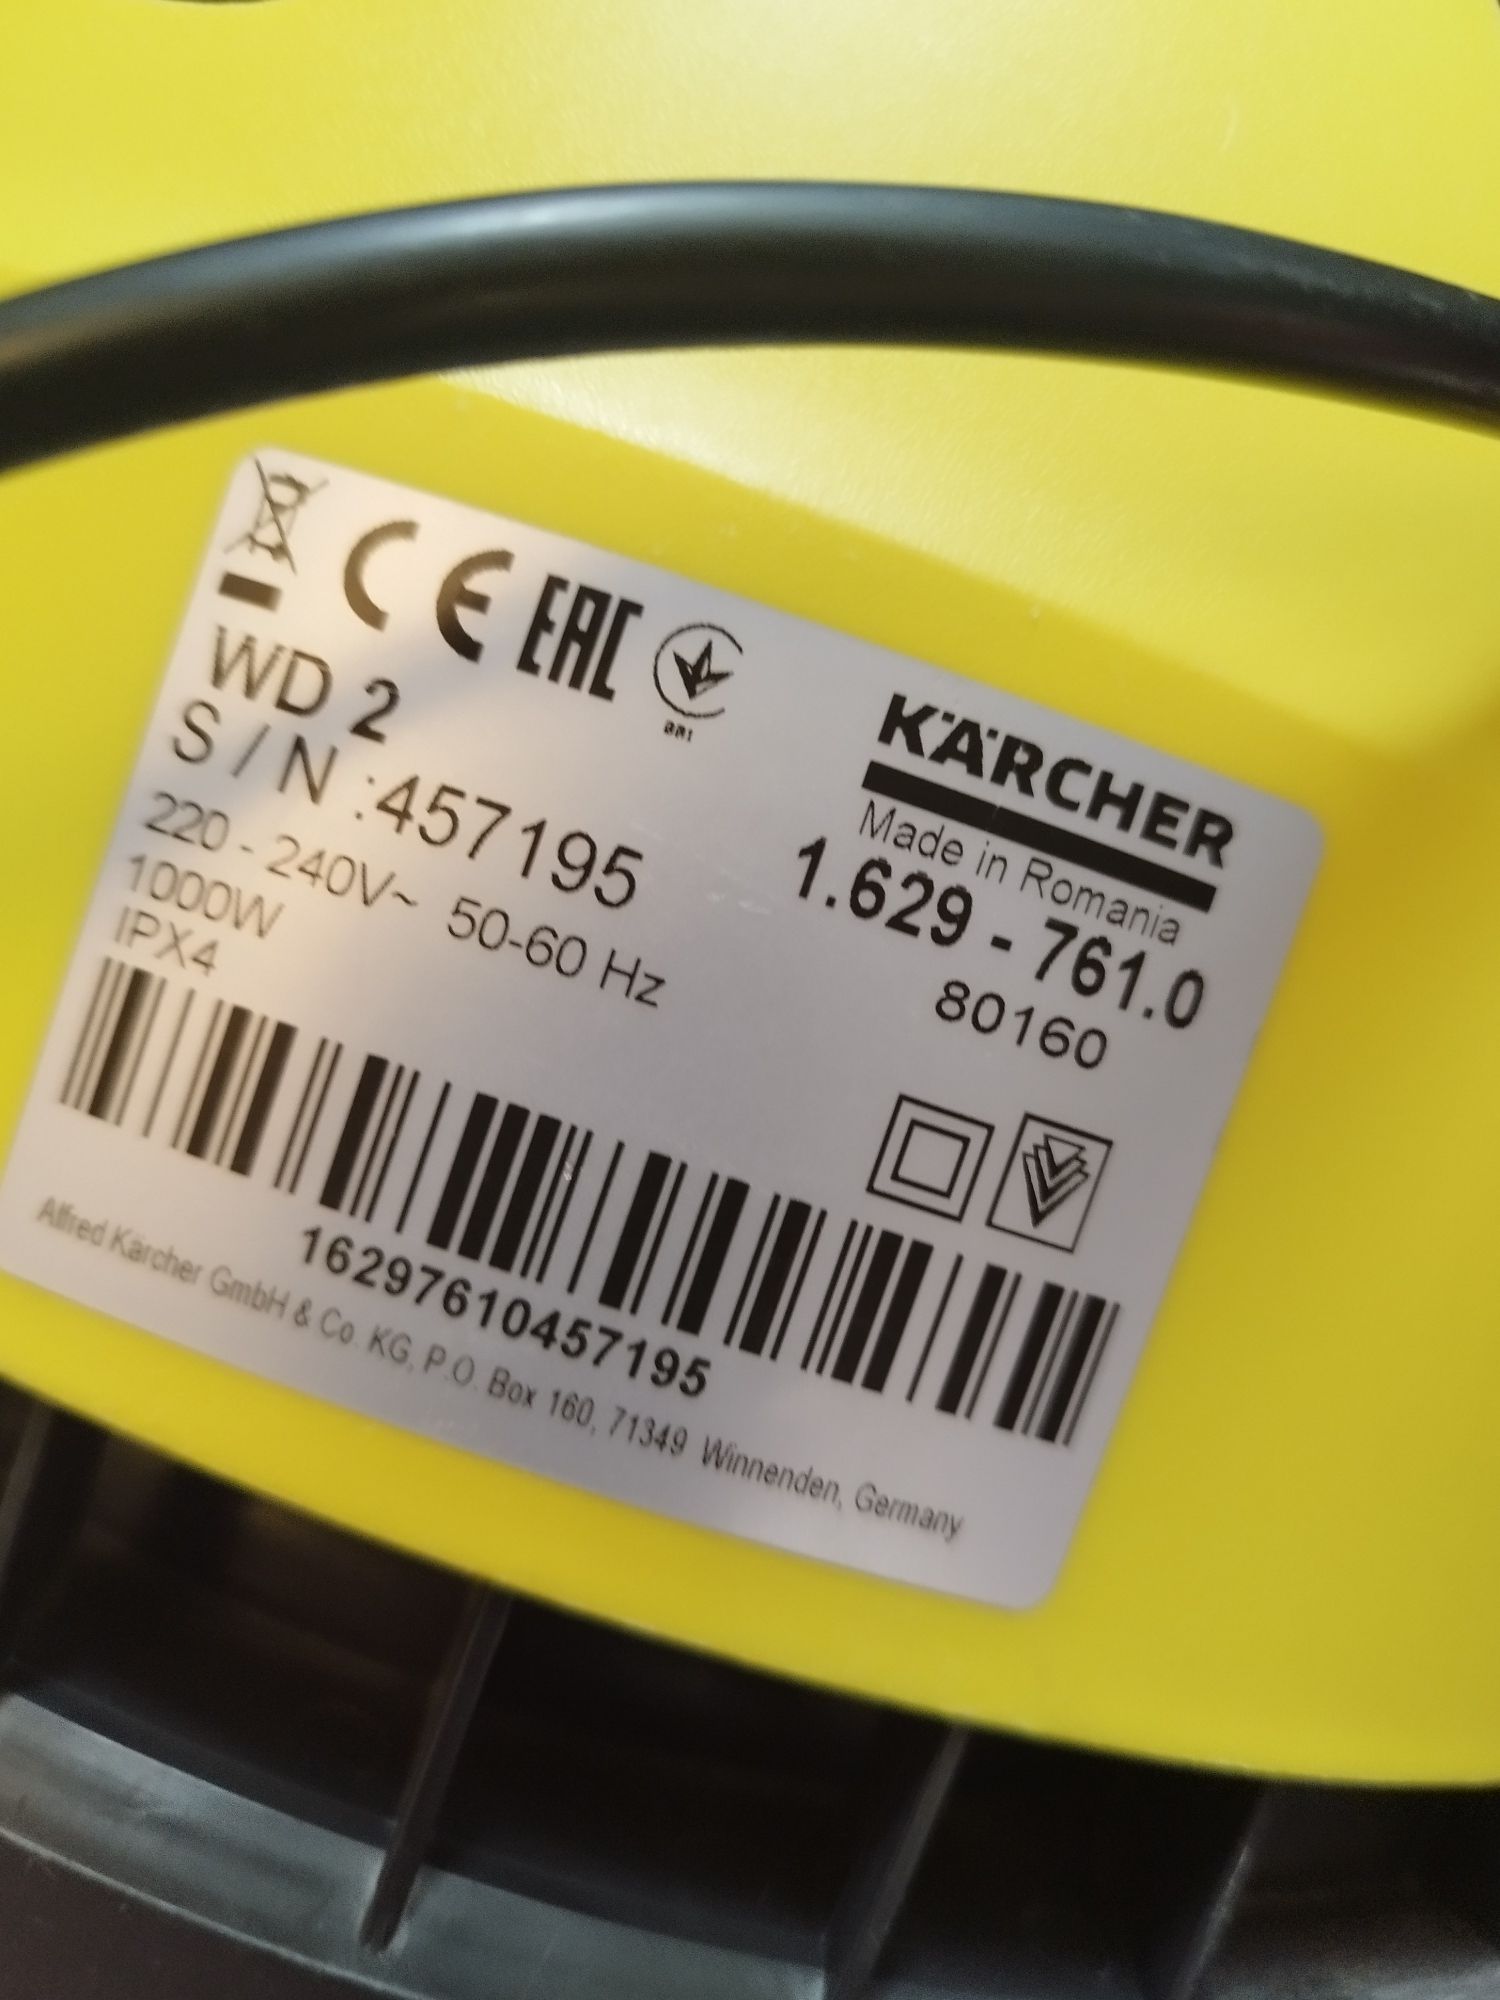 CE EAC
WD 2
S / N :457195
220 - 240V~ 50-60 Hz
1000W
IPX4
KÄRCHER
Made in Romania
1.629 - 761.0
80160
16297610457195
Alfred Kärcher GmbH & Co. KG, P.O. Box 160, 71349 Winnenden, Germany